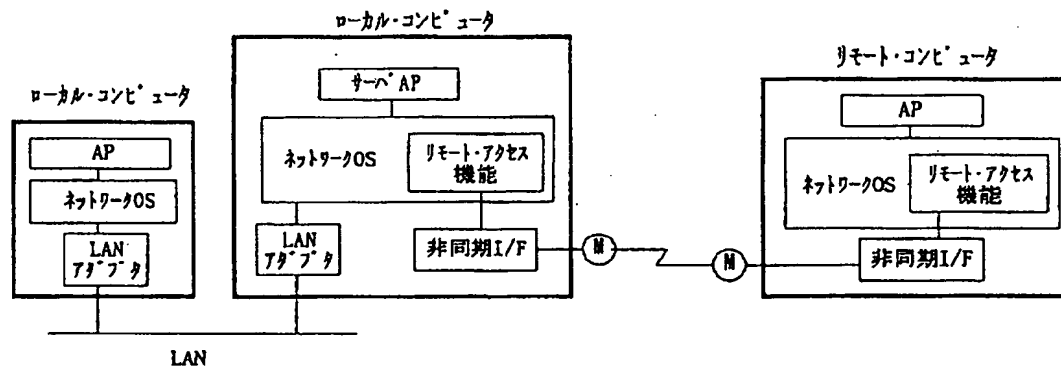 ローカル・コンピュータ
AP
ネットワークOS
LAN
アダプタ
ローカル・コンピュータ
サーバAP
ネットワークOS
リモート・アクセス
機能
LAN
アダプタ
非同期I/F
M
M
リモート・コンピュータ
AP
ネットワークOS
リモート・アクセス
機能
非同期I/F
LAN